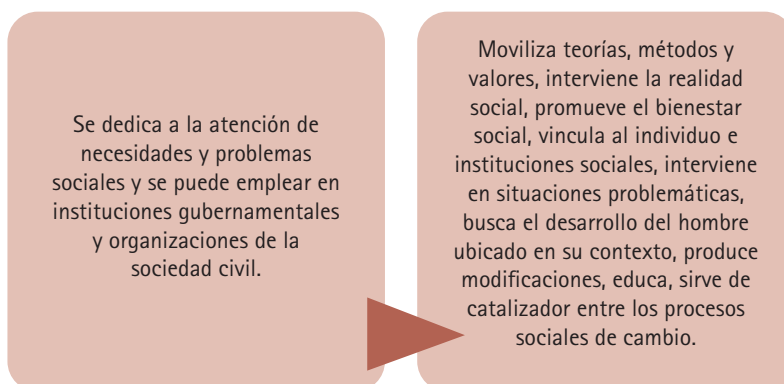 Se dedica a la atención de
necesidades y problemas
sociales y se puede emplear en
instituciones gubernamentales
y organizaciones de la
sociedad civil.
Moviliza teorías, métodos y
valores, interviene la realidad
social, promueve el bienestar
social, vincula al individuo e
instituciones sociales, interviene
en situaciones problemáticas,
busca el desarrollo del hombre
ubicado en su contexto, produce
modificaciones, educa, sirve de
catalizador entre los procesos
sociales de cambio.